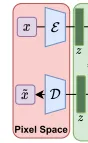 x ℰ
z
x̃ 𝒟
z
Pixel Space